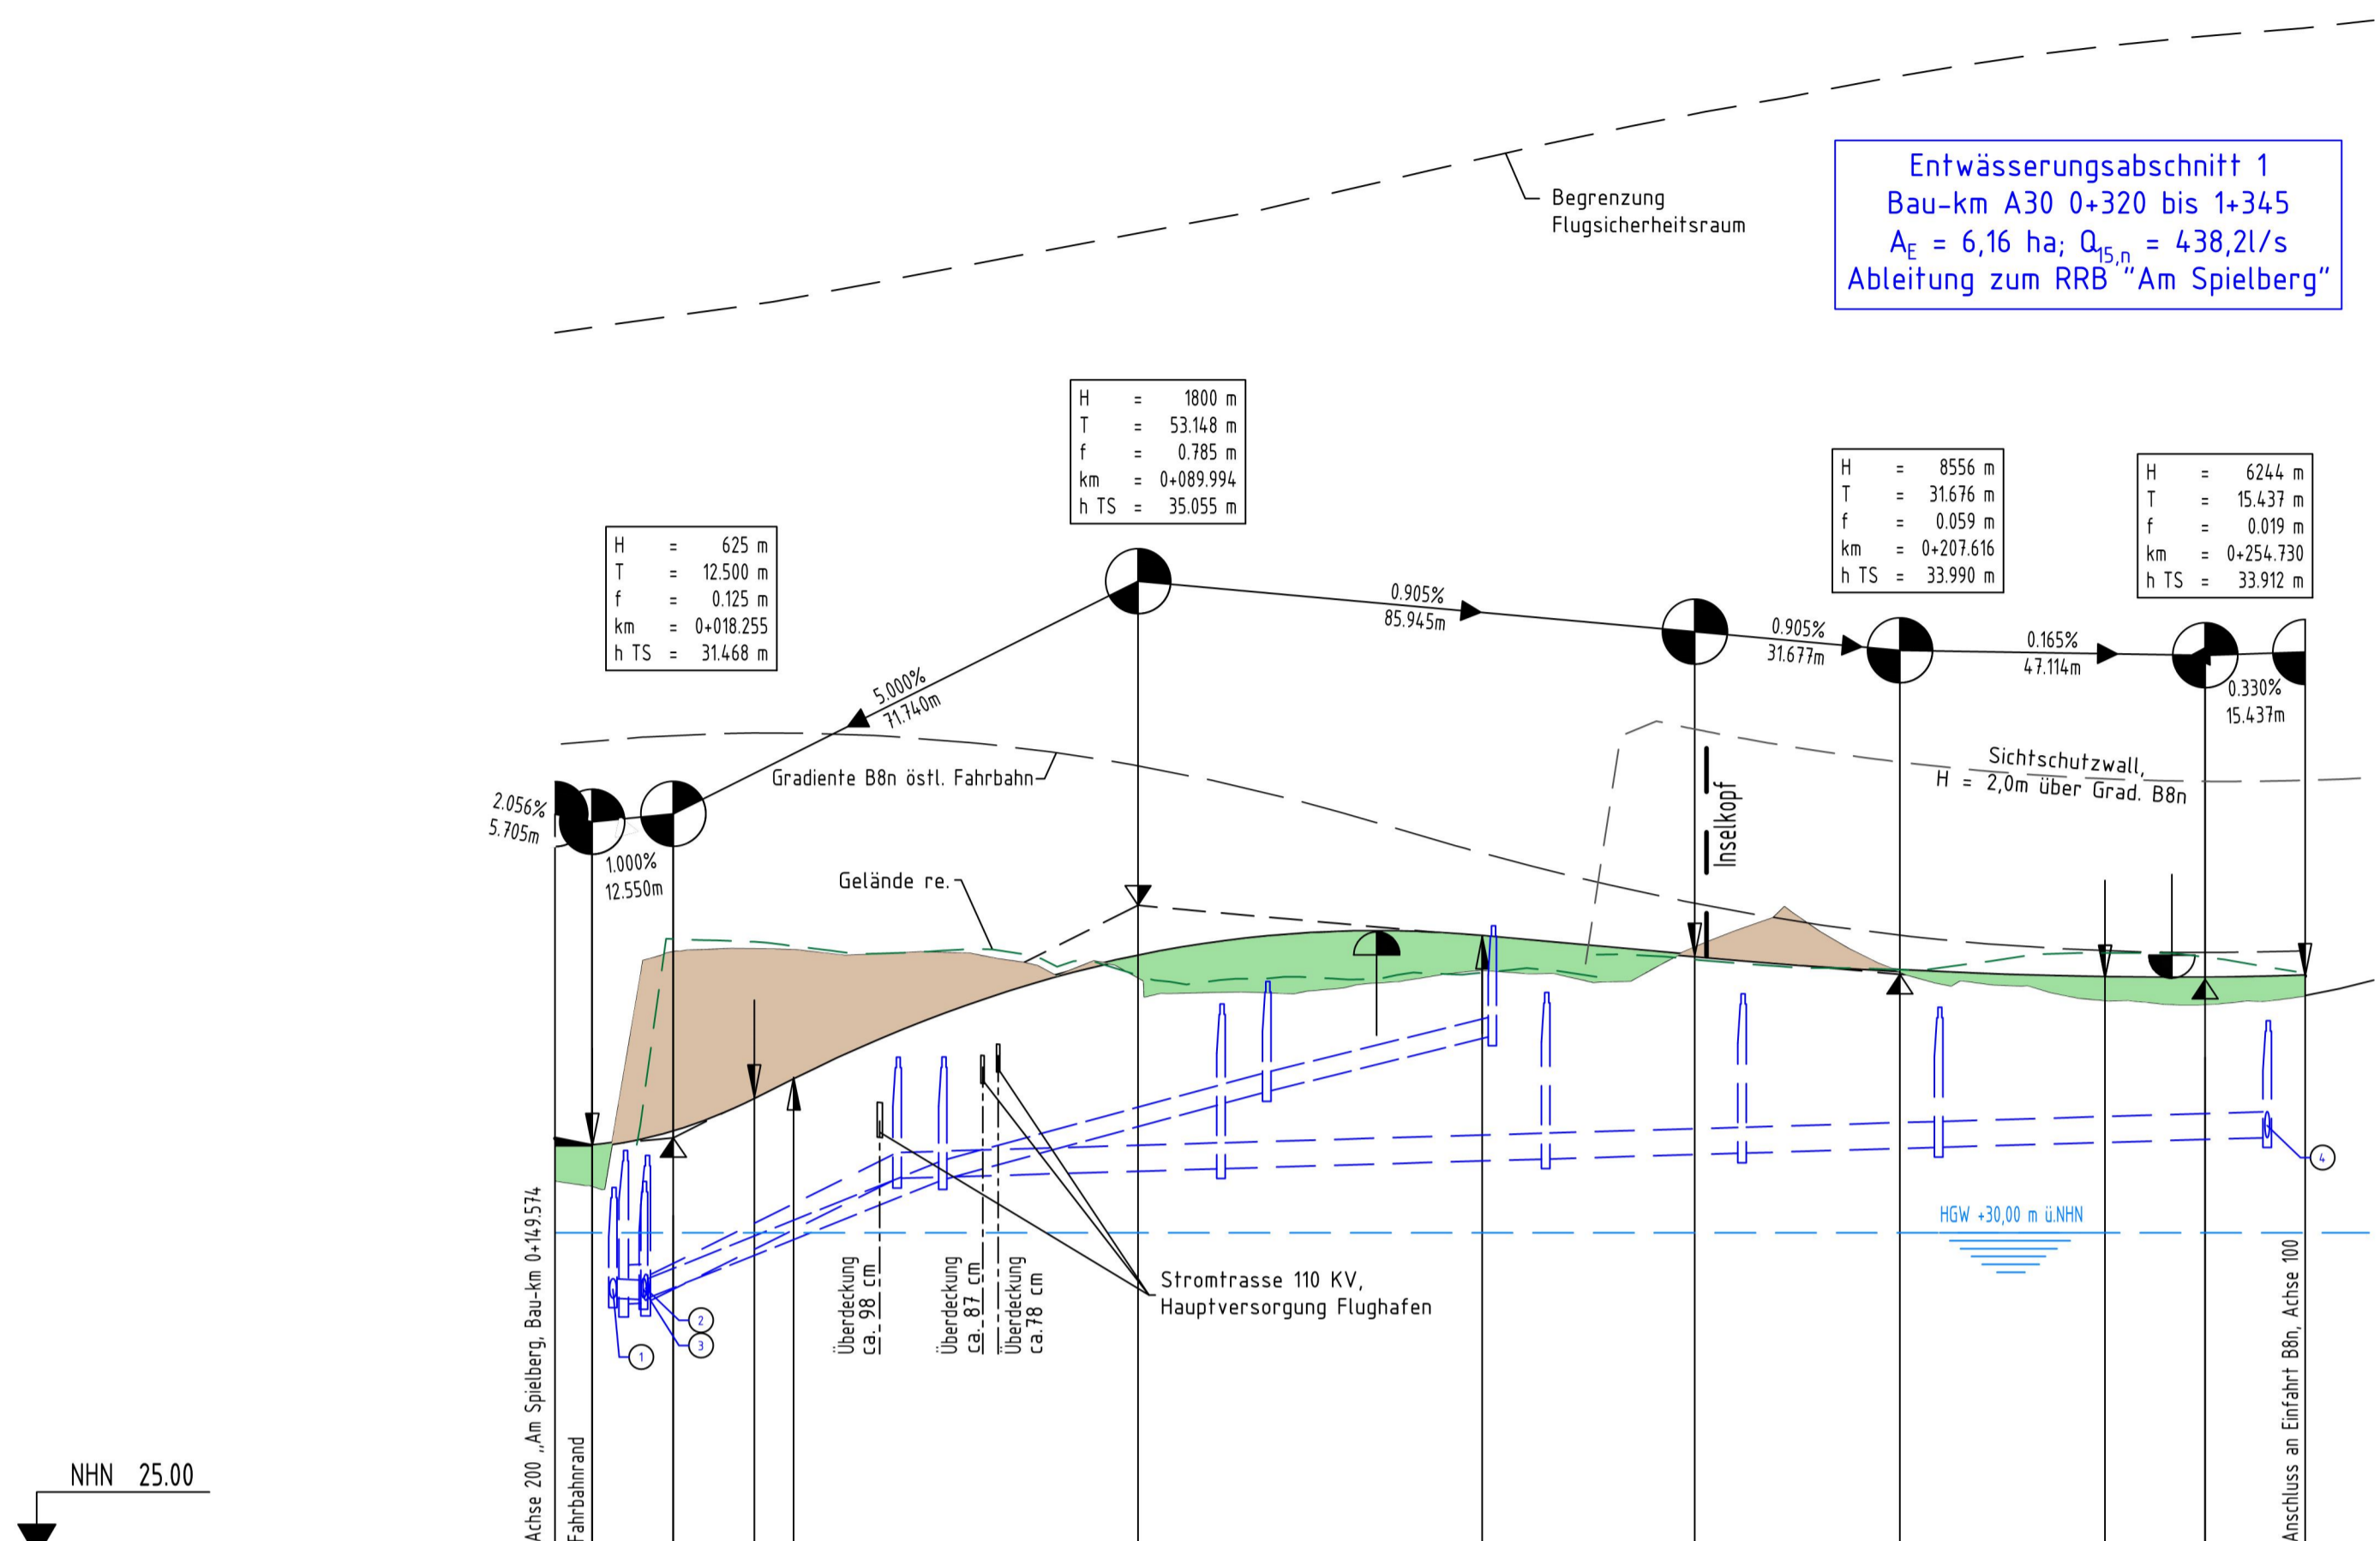 Begrenzung
Flugsicherheitsraum
Entwässerungsabschnitt 1
Bau-km A30 0+320 bis 1+345
AE = 6,16 ha; Q15,n = 438,2l/s
Ableitung zum RRB "Am Spielberg"
H = 1800 m
T = 53.148 m
f = 0.785 m
km = 0+089.994
h TS = 35.055 m
H = 8556 m
T = 31.676 m
f = 0.059 m
km = 0+207.616
h TS = 33.990 m
H = 6244 m
T = 15.437 m
f = 0.019 m
km = 0+254.730
h TS = 33.912 m
H = 625 m
T = 12.500 m
f = 0.125 m
km = 0+018.255
h TS = 31.468 m
0.905%
85.945m
0.905%
31.677m
0.165%
47.114m
0.330%
15.437m
5.000%
71.740m
2.056%
5.705m
1.000%
12.550m
Gradiente B8n östl. Fahrbahn
Sichtschutzwall,
H = 2,0m über Grad. B8n
Inselkopf
Gelände re.
4
HGW +30,00 m ü.NHN
Überdeckung
ca. 98 cm
Überdeckung
ca. 87 cm
Überdeckung
ca.78 cm
Stromtrasse 110 KV,
Hauptversorgung Flughafen
2
3
1
Achse 200 „Am Spielberg, Bau-km 0+149.574
Fahrbahnrand
Anschluss an Einfahrt B8n, Achse 100
NHN 25.00